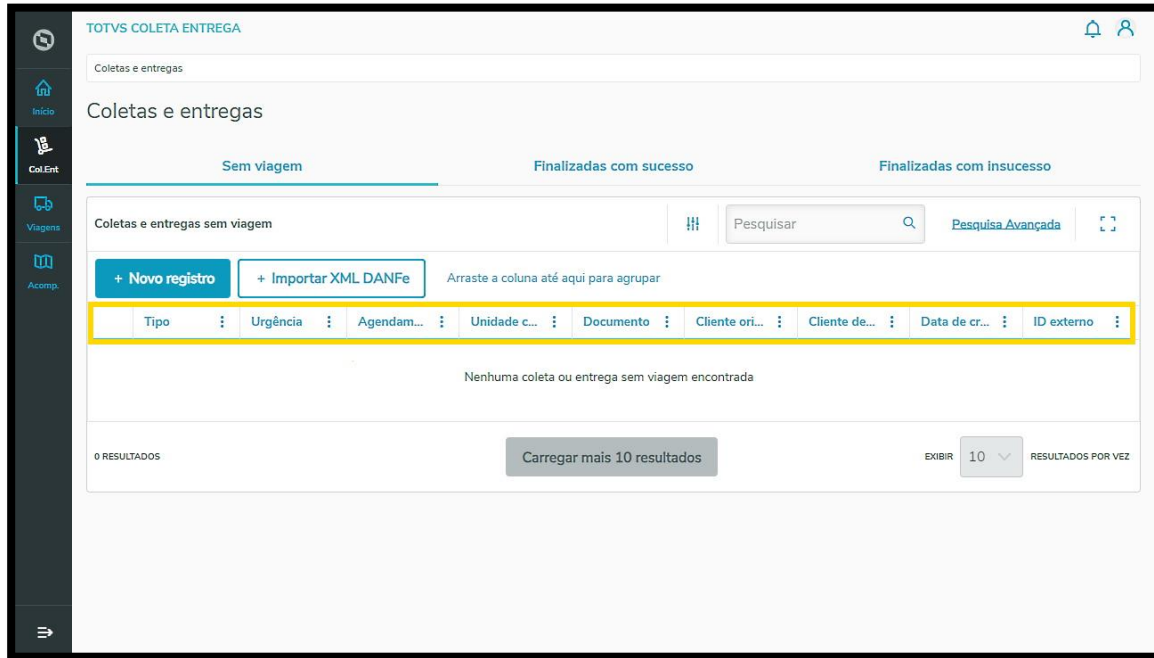 TOTVS COLETA ENTREGA
Coletas e entregas
Início
Coletas e entregas
Col.Ent
Sem viagem Finalizadas com sucesso Finalizadas com insucesso
Viagens
Coletas e entregas sem viagem Pesquisar Pesquisa Avançada
Acomp.
+ Novo registro + Importar XML DANFe Arraste a coluna até aqui para agrupar
Tipo Urgência Agendam... Unidade c... Documento Cliente ori... Cliente de... Data de cr... ID externo
Nenhuma coleta ou entrega sem viagem encontrada
0 RESULTADOS Carregar mais 10 resultados EXIBIR 10 RESULTADOS POR VEZ